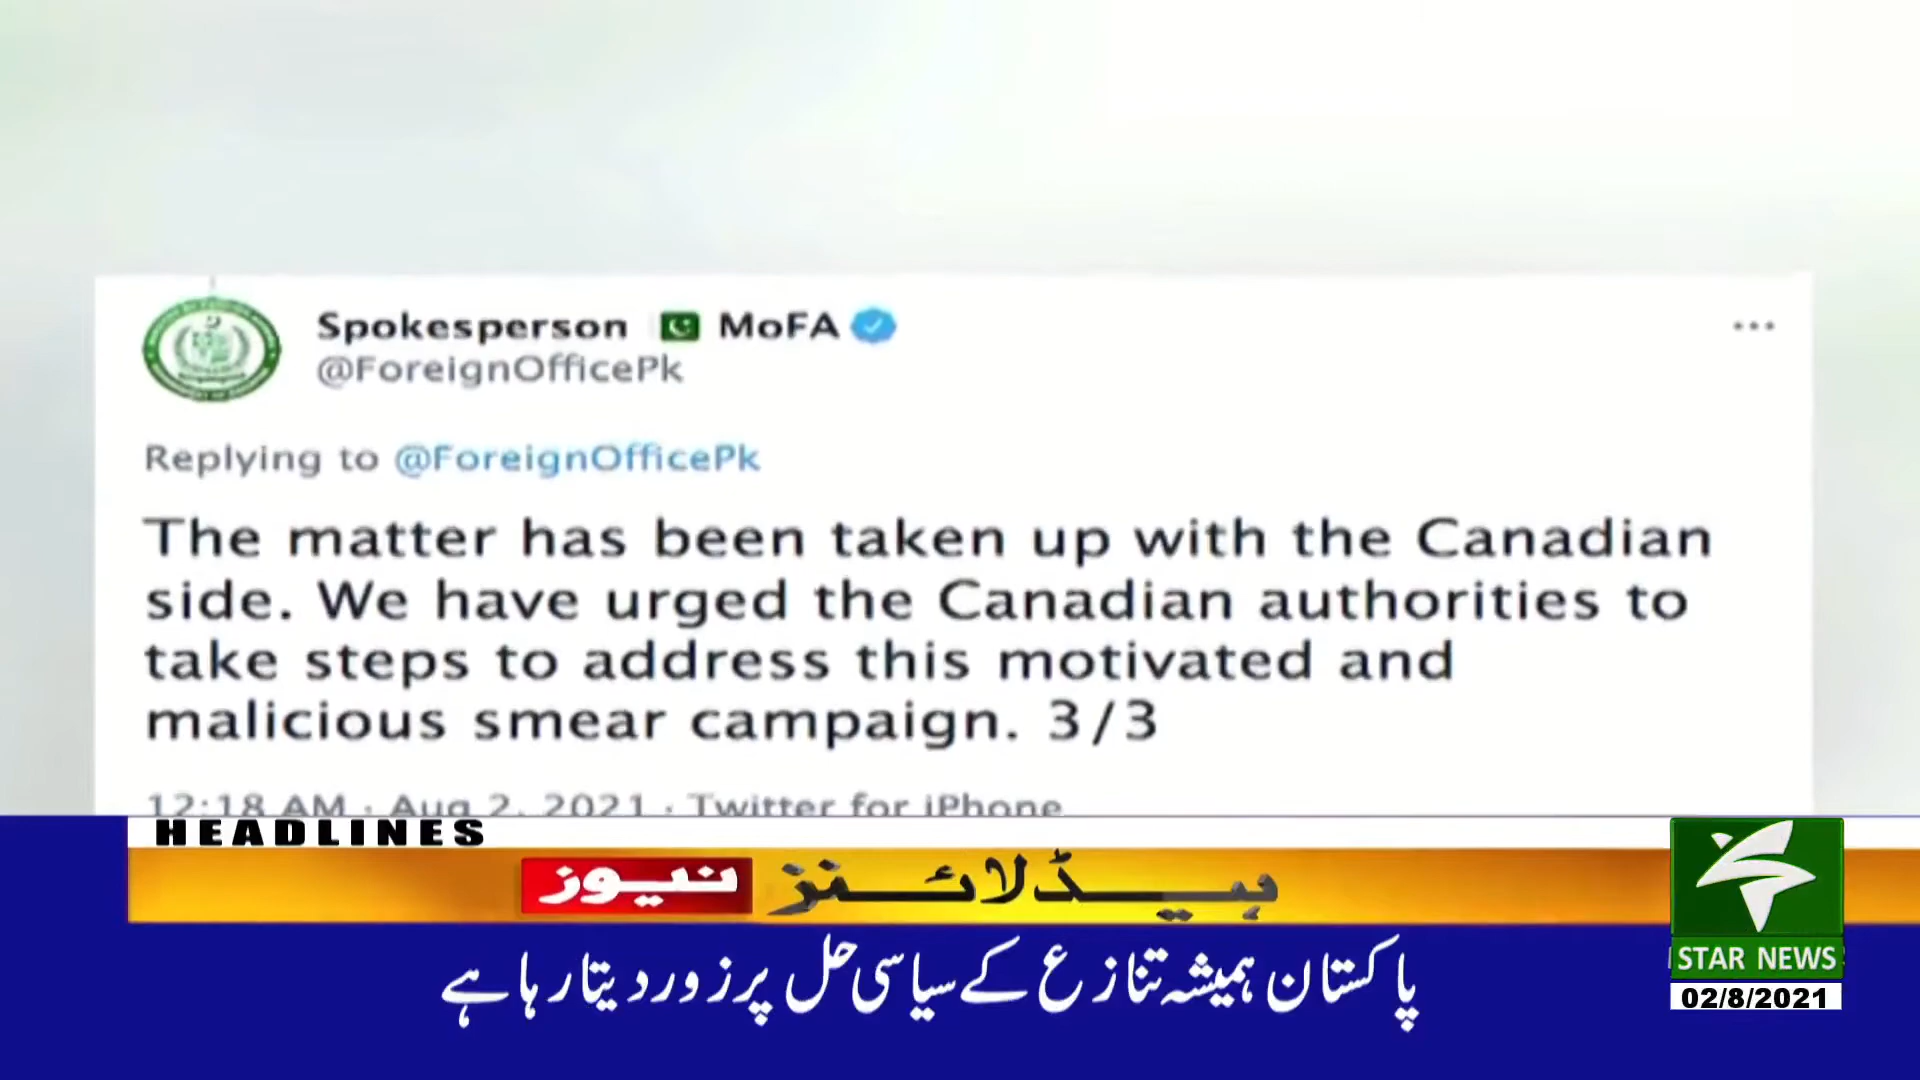 Spokesperson MoFA
@ForeignOfficePk
Replying to @ForeignOfficePk
The matter has been taken up with the Canadian
side. We have urged the Canadian authorities to
take steps to address this motivated and
malicious smear campaign. 3/3
12:18 AM · Aug 2, 2021 · Twitter for iPhone
HEADLINES
ہیڈلائنز نیوز
پاکستان ہمیشہ تنازع کے سیاسی حل پر زور دیتا رہا ہے
STAR NEWS
02/8/2021